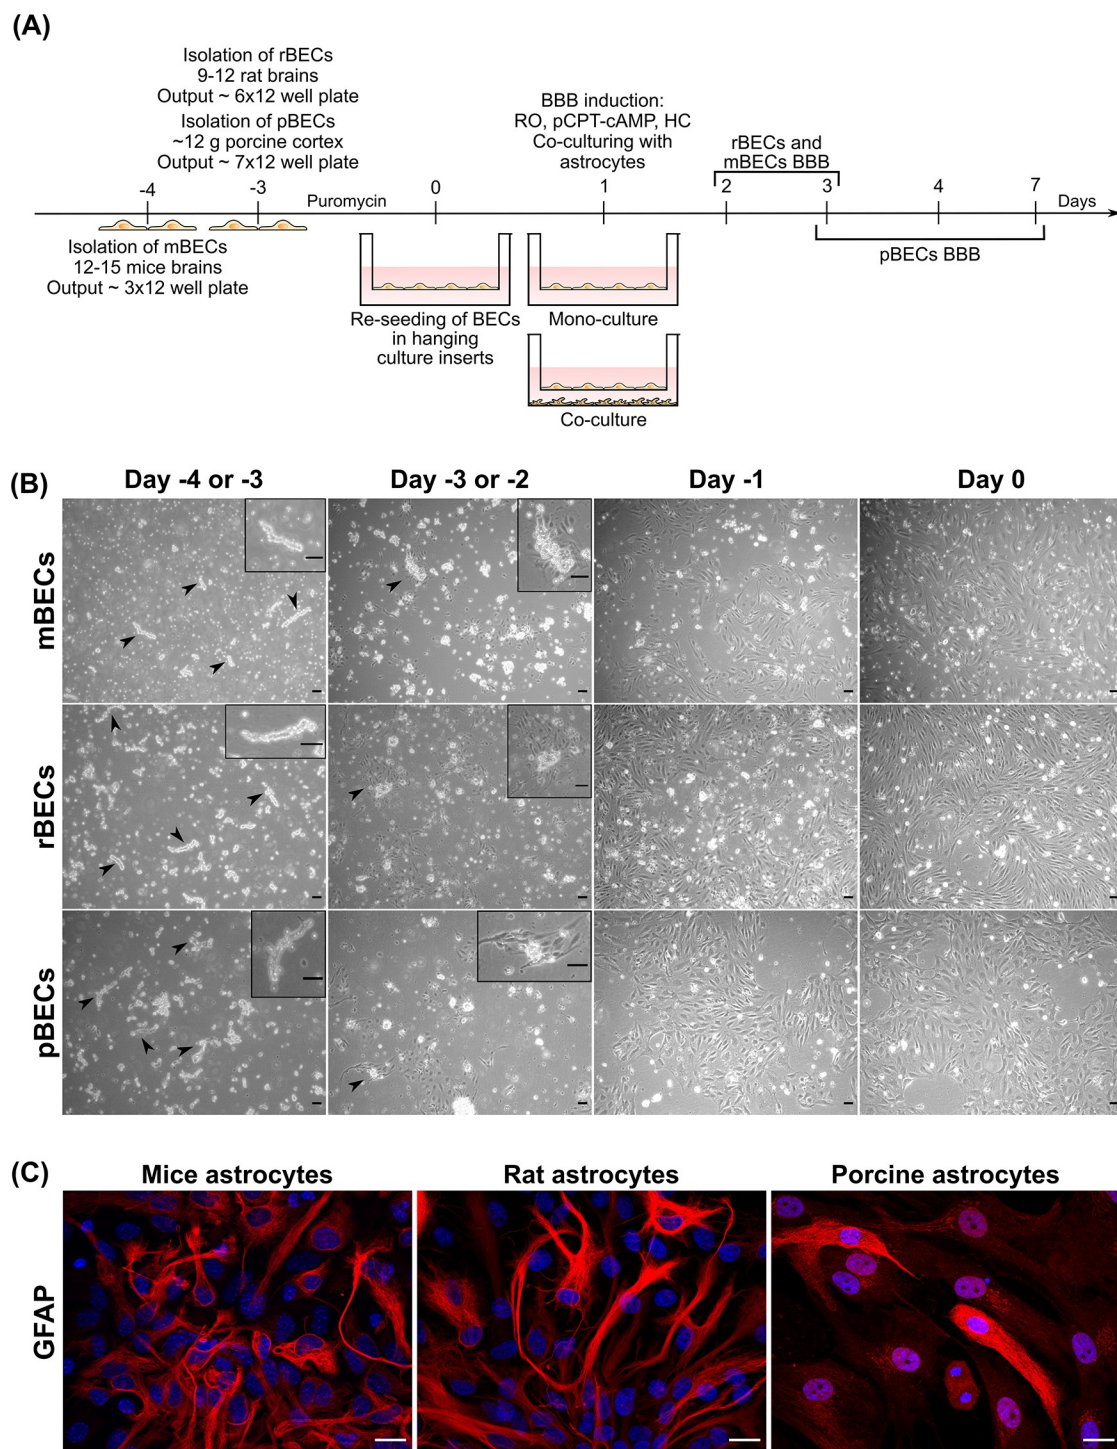 (A)
Isolation of rBECs
9-12 rat brains
Output ~ 6x12 well plate
Isolation of pBECs
~12 g porcine cortex
Output ~ 7x12 well plate
BBB induction:
RO, pCPT-cAMP, HC
Co-culturing with
astrocytes
rBECs and
mBECs BBB
-4
-3
Puromycin
0
1
2
3
4
7
Days
Isolation of mBECs
12-15 mice brains
Output ~ 3x12 well plate
pBECs BBB
Re-seeding of BECs
in hanging
culture inserts
Mono-culture
Co-culture
(B)
Day -4 or -3
Day -3 or -2
Day -1
Day 0
mBECs
rBECs
pBECs
(C)
Mice astrocytes
Rat astrocytes
Porcine astrocytes
GFAP